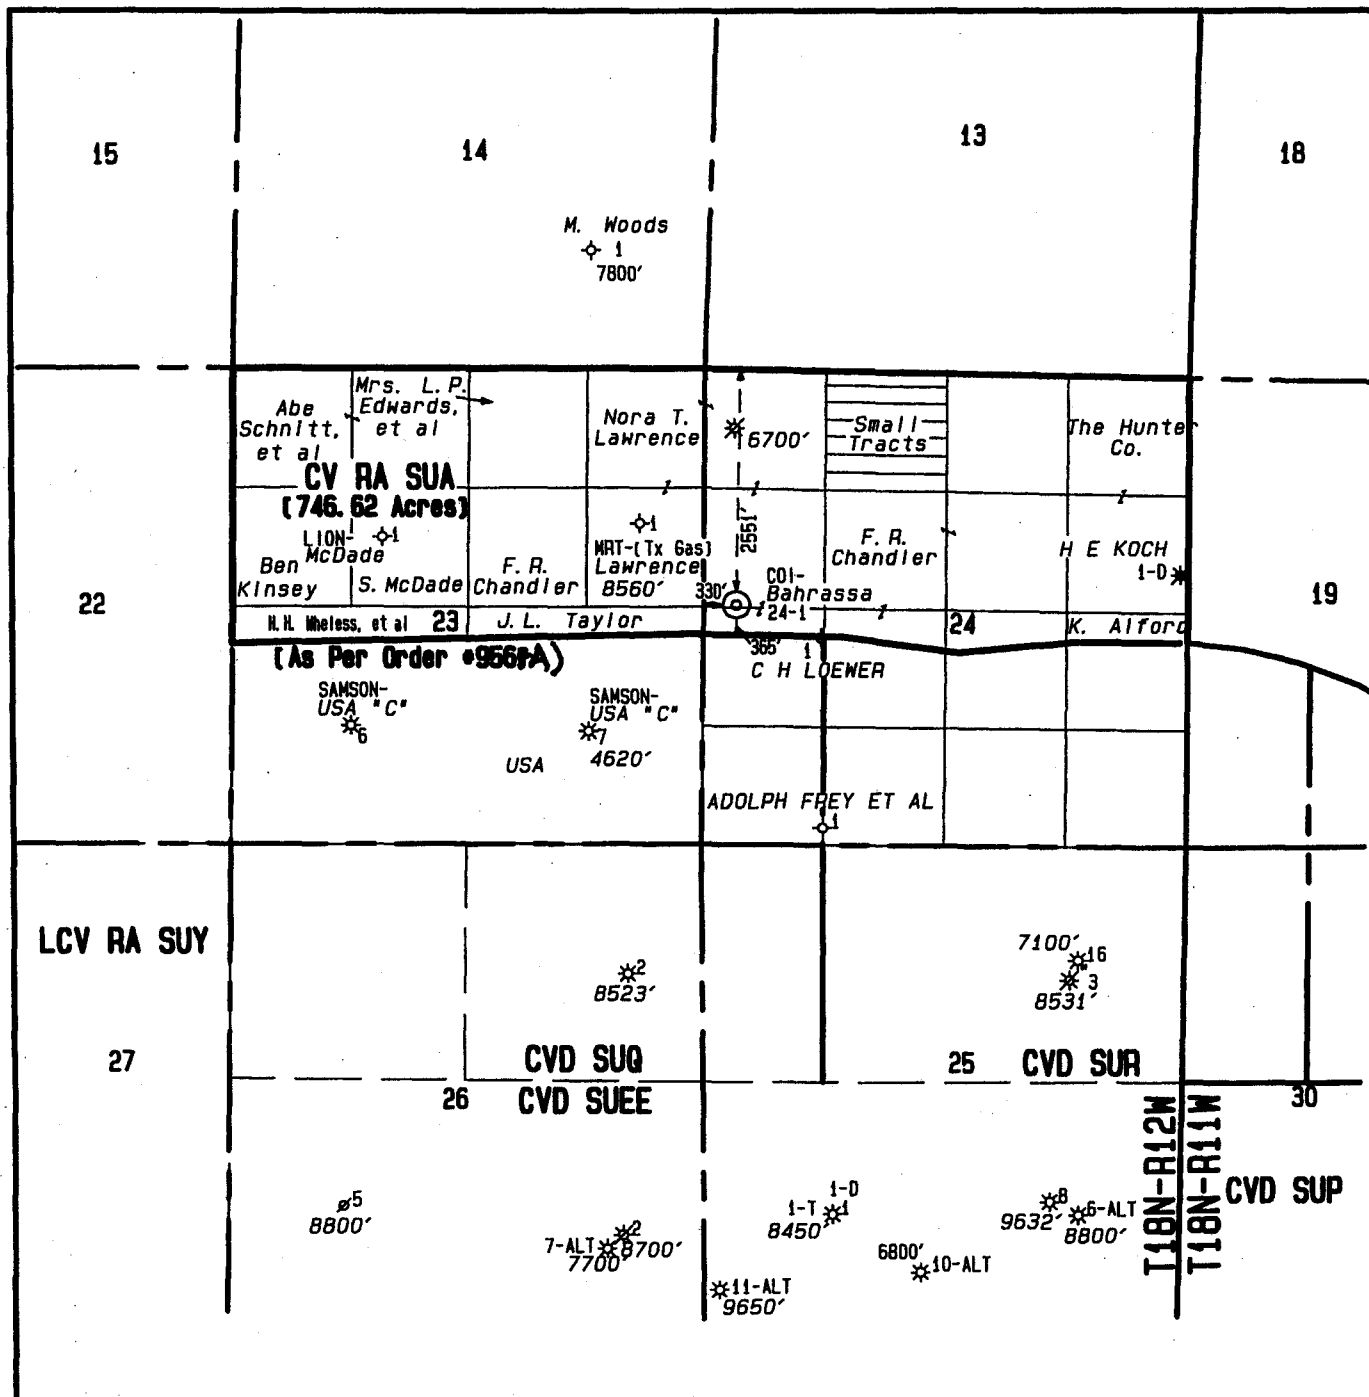 15
14
13
18
M. Woods
1
7800'
Abe
Schnitt,
et al
Mrs. L. P.
Edwards,
et al
Nora T.
Lawrence
6700'
Small
Tracts
The Hunter
Co.
CV RA SUA
(746.62 Acres)
LION-
McDade
1
Ben
Kinsey
S. McDade
F. R.
Chandler
1
MRT-(Tx Gas)
Lawrence
8560'
2551'
330'
COI-
Bahrassa
24-1
F. R.
Chandler
H E KOCH
1-D
22
19
N.H. Wheless, et al
23
J.L. Taylor
24
K. Alford
(As Per Order
365'
1
C H LOEWER
SAMSON-
USA "C"
6
SAMSON-
USA "C"
7
4620'
USA
ADOLPH FREY ET AL
1
LCV RA SUY
2
8523'
7100'
16
3
8531'
27
CVD SUQ
25
CVD SUR
26
CVD SUEE
30
T18N-R12W
T18N-R11W
CVD SUP
5
8800'
2
7-ALT
8700'
7700'
1-D
1-T
1
8450'
8
9632'
6-ALT
8800'
6800'
10-ALT
11-ALT
9650'